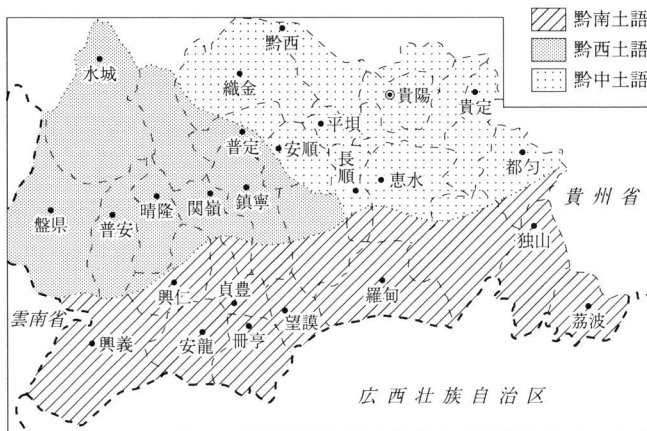 黔南土語
黔西土語
黔中土語
黔西
水城
織金
貴陽
貴定
平坝
普定
安順
都匀
長順
恵水
鎮寧
関嶺
晴隆
普安
盤県
貴州省
独山
貞豊
興仁
羅甸
望謨
荔波
雲南省
冊亨
安龍
興義
広西壮族自治区